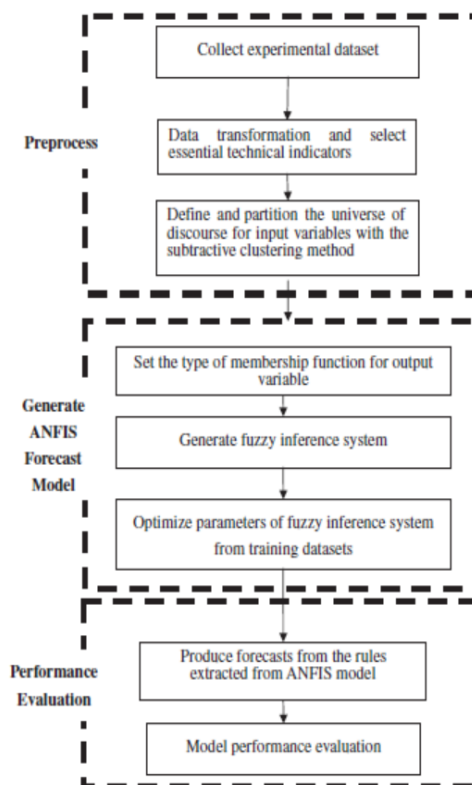 Collect experimental dataset
Preprocess
Data transformation and select
essential technical indicators
Define and partition the universe of
discourse for input variables with the
subtractive clustering method
Set the type of membership function for output
variable
Generate
ANFIS
Forecast
Model
Generate fuzzy inference system
Optimize parameters of fuzzy inference system
from training datasets
Performance
Evaluation
Produce forecasts from the rules
extracted from ANFIS model
Model performance evaluation